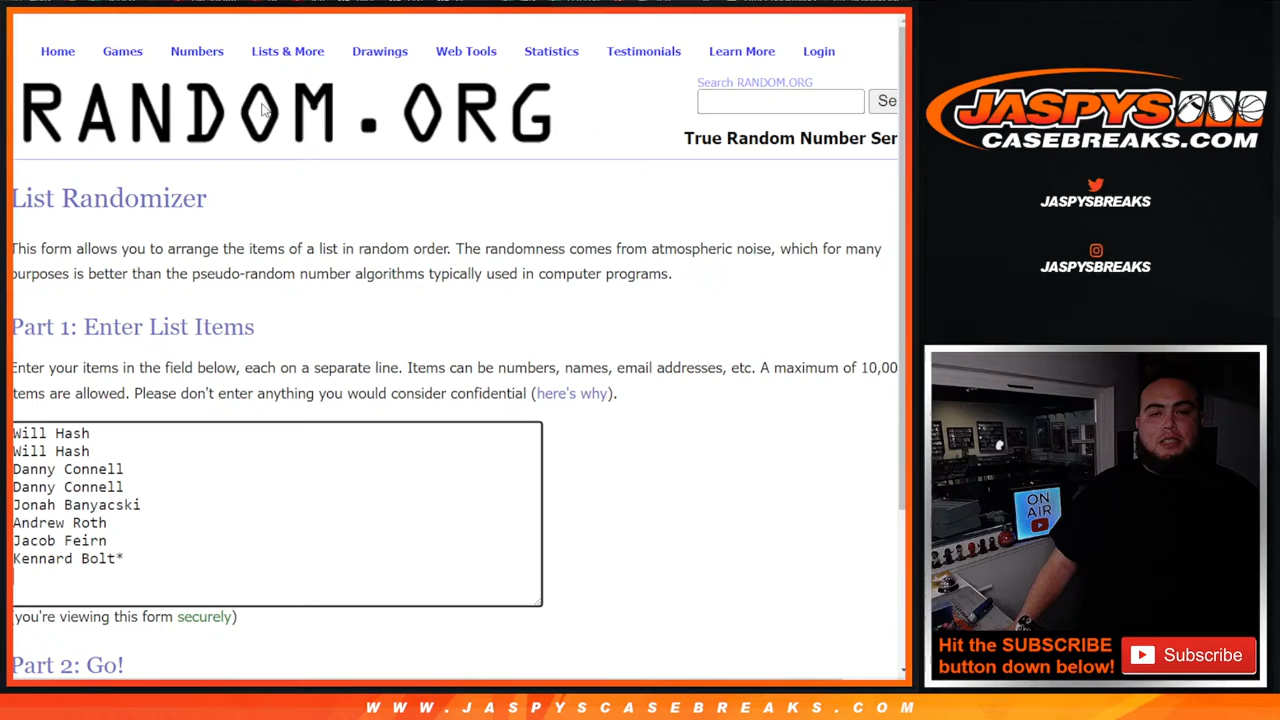 Home Games Numbers Lists & More Drawings Web Tools Statistics Testimonials Learn More Login
RANDOM.ORG
Search RANDOM.ORG
Se
True Random Number Ser
List Randomizer
This form allows you to arrange the items of a list in random order. The randomness comes from atmospheric noise, which for many
purposes is better than the pseudo-random number algorithms typically used in computer programs.
Part 1: Enter List Items
Enter your items in the field below, each on a separate line. Items can be numbers, names, email addresses, etc. A maximum of 10,00
items are allowed. Please don't enter anything you would consider confidential (here's why).
Will Hash
Will Hash
Danny Connell
Danny Connell
Jonah Banyacski
Andrew Roth
Jacob Feirn
Kennard Bolt*
(you're viewing this form securely)
Part 2: Go!
JASPYS
CASEBREAKS.COM
JASPYSBREAKS
JASPYSBREAKS
ON
AIR
Hit the SUBSCRIBE
button down below!
Subscribe
WWW.JASPYSCASEBREAKS.COM